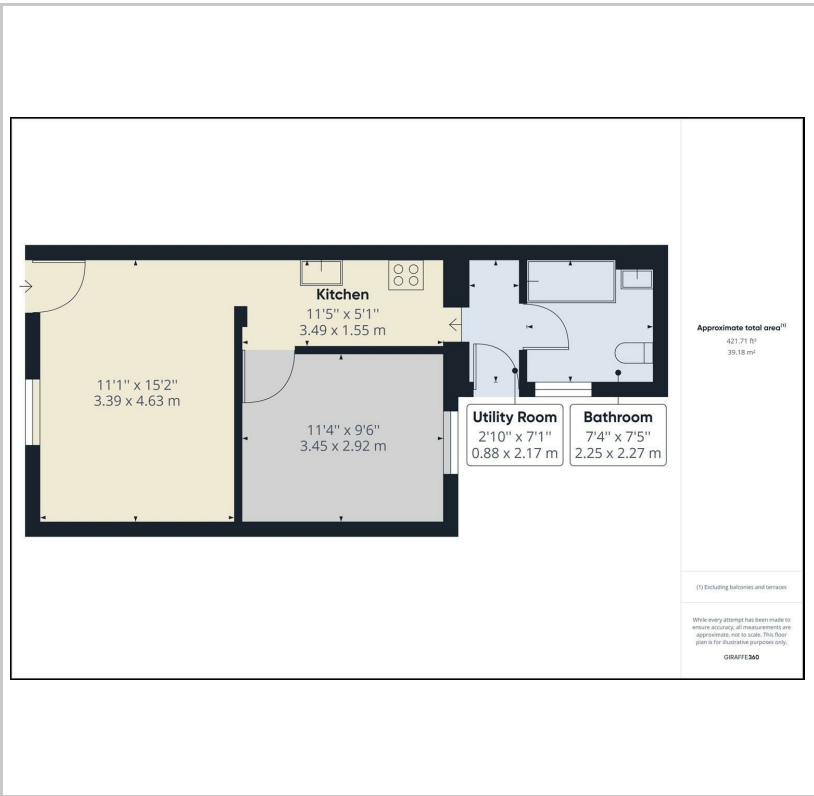 Kitchen
11'5" x 5'1"
3.49 x 1.55 m
11'1" x 15'2"
3.39 x 4.63 m
11'4" x 9'6"
3.45 x 2.92 m
Utility Room
2'10" x 7'1"
0.88 x 2.17 m
Bathroom
7'4" x 7'5"
2.25 x 2.27 m
Approximate total area(1)
421.71 ft²
39.18 m²
(1) Excluding balconies and terraces
While every attempt has been made to
ensure accuracy, all measurements are
approximate, not to scale. This floor
plan is for illustrative purposes only.
GIRAFFE360